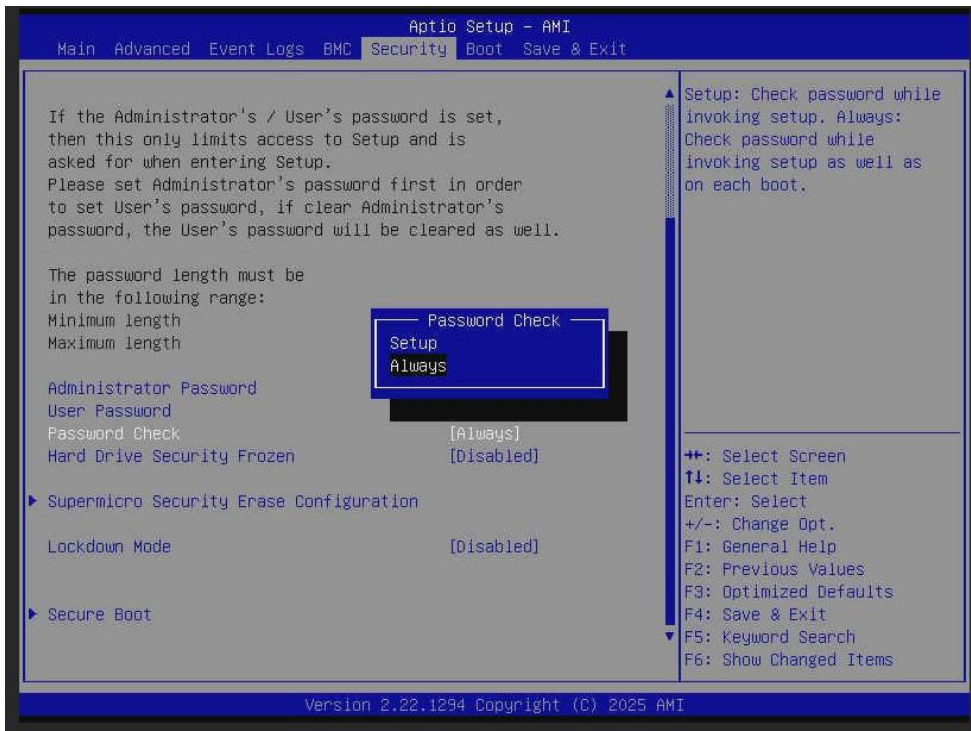 Aptio Setup – AMI
Main Advanced Event Logs BMC Security Boot Save & Exit
If the Administrator's / User's password is set,
then this only limits access to Setup and is
asked for when entering Setup.
Please set Administrator's password first in order
to set User's password, if clear Administrator's
password, the User's password will be cleared as well.
The password length must be
in the following range:
Minimum length
Maximum length
Administrator Password
User Password
Password Check [Always]
Hard Drive Security Frozen [Disabled]
Supermicro Security Erase Configuration
Lockdown Mode [Disabled]
Secure Boot
Password Check
Setup
Always
Setup: Check password while
invoking setup. Always:
Check password while
invoking setup as well as
on each boot.
→←: Select Screen
↑↓: Select Item
Enter: Select
+/-: Change Opt.
F1: General Help
F2: Previous Values
F3: Optimized Defaults
F4: Save & Exit
F5: Keyword Search
F6: Show Changed Items
Version 2.22.1294 Copyright (C) 2025 AMI